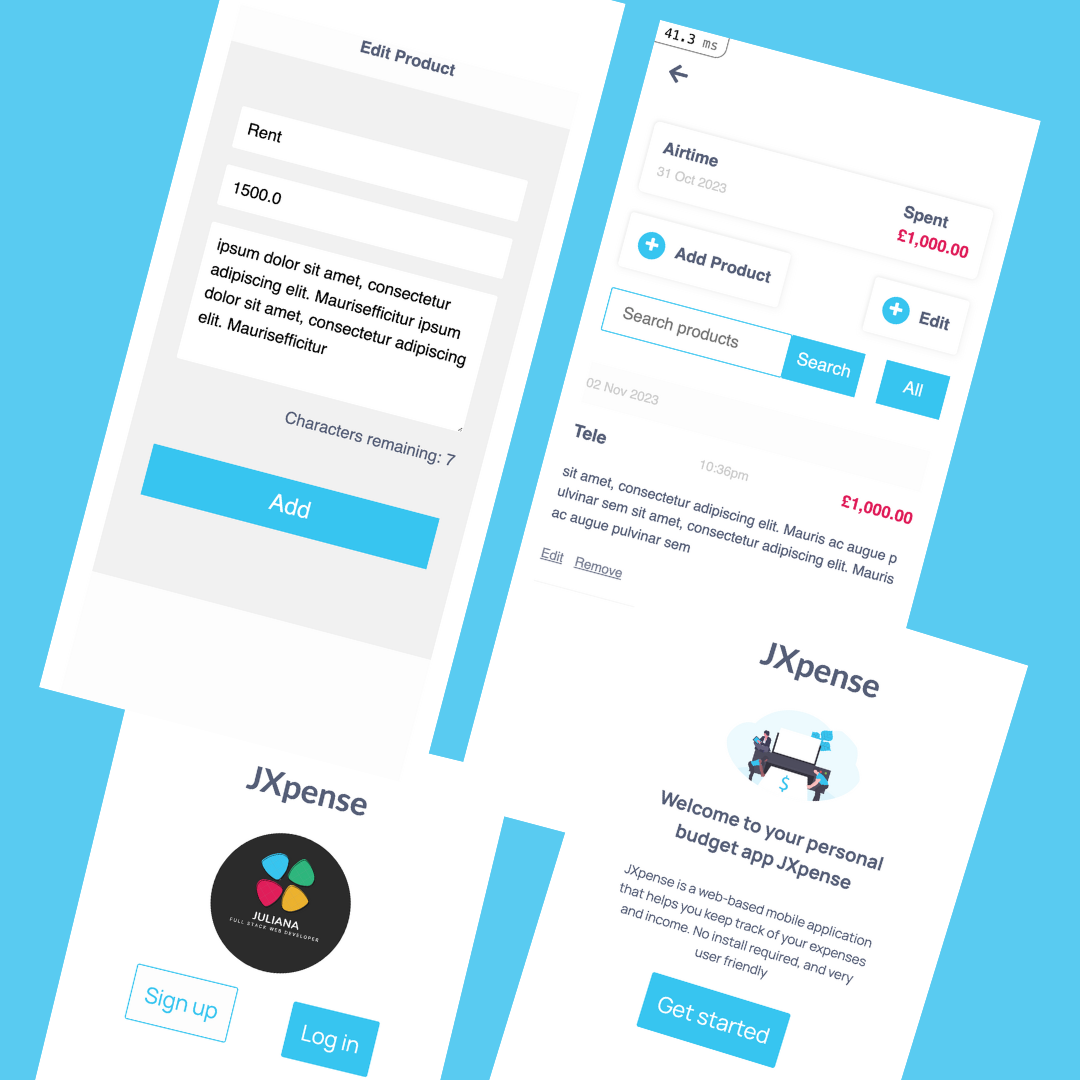 Edit Product
Rent
1500.0
ipsum dolor sit amet, consectetur
adipiscing elit. Maurisefficitur ipsum
dolor sit amet, consectetur adipiscing
elit. Maurisefficitur
Characters remaining: 7
Add
41.3 ms
Airtime
31 Oct 2023
Spent
£1,000.00
Add Product
Edit
Search products
Search
All
02 Nov 2023
Tele
10:36pm
£1,000.00
sit amet, consectetur adipiscing elit. Mauris ac augue p
ulvinar sem sit amet, consectetur adipiscing elit. Mauris
ac augue pulvinar sem
Edit Remove
JXpense
JULIANA
FULL STACK WEB DEVELOPER
Sign up
Log in
JXpense
$
Welcome to your personal
budget app JXpense
JXpense is a web-based mobile application
that helps you keep track of your expenses
and income. No install required, and very
user friendly
Get started